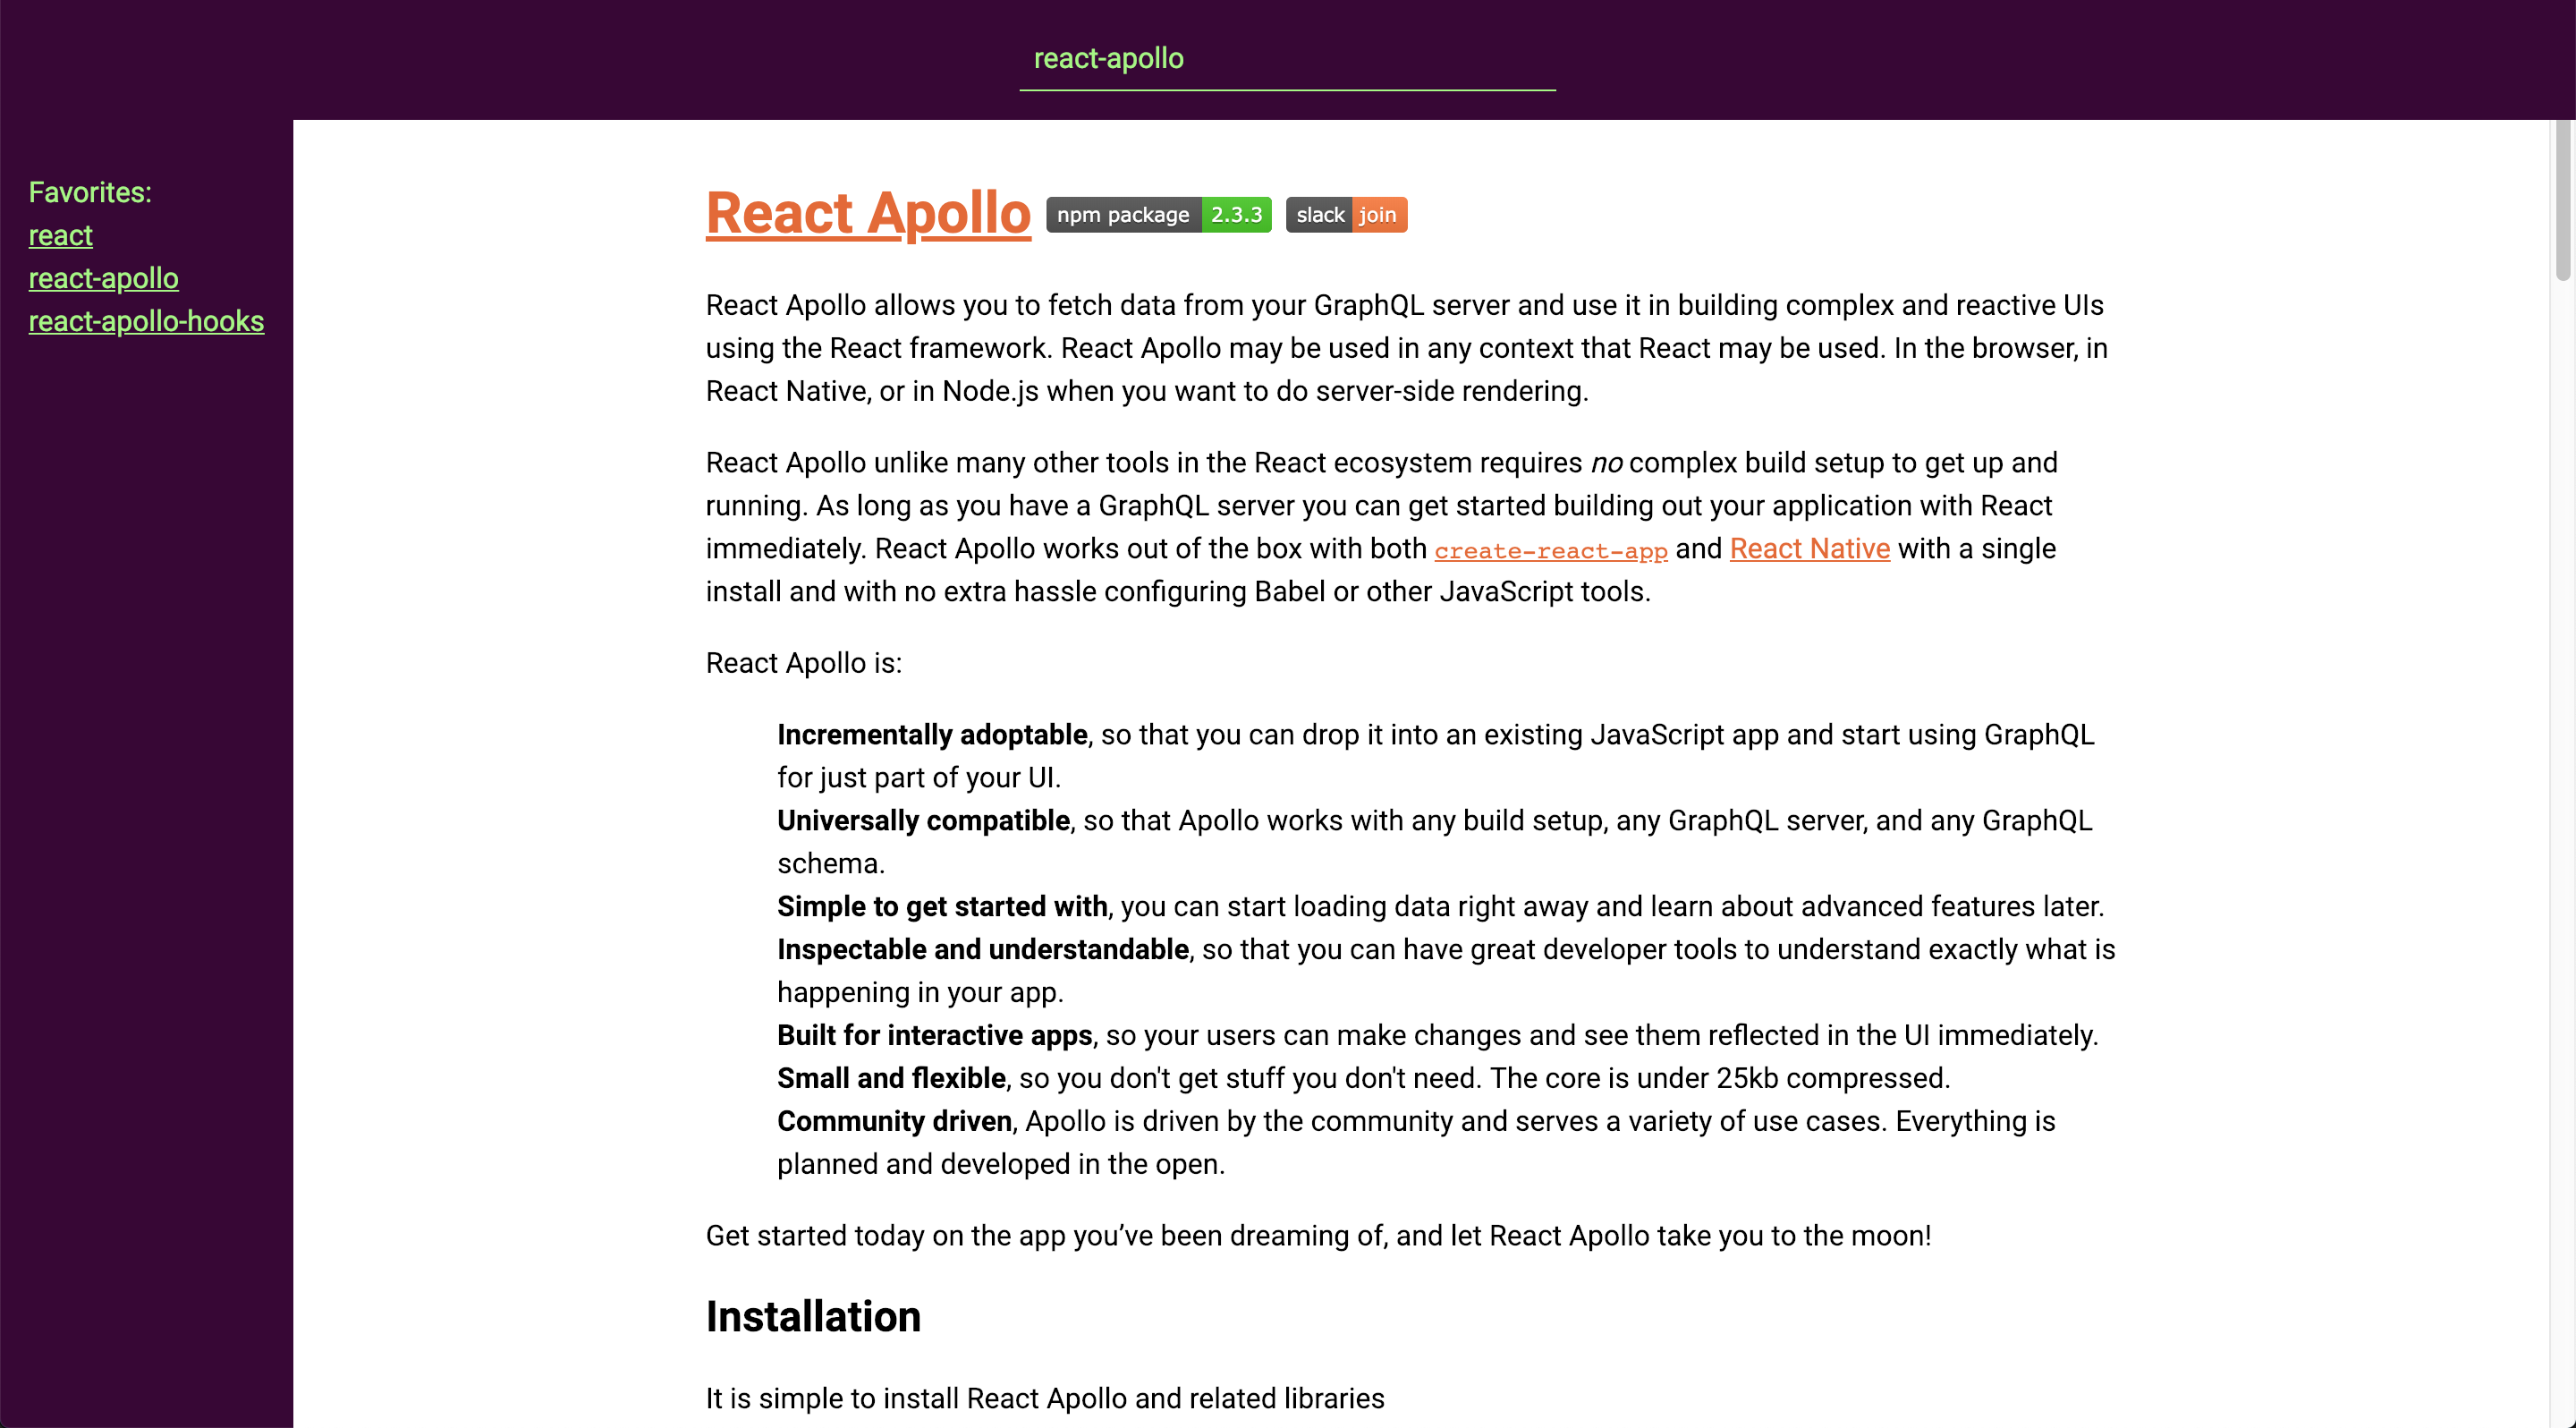 react-apollo
Favorites:
react
react-apollo
react-apollo-hooks
React Apollo npm package 2.3.3 slack join
React Apollo allows you to fetch data from your GraphQL server and use it in building complex and reactive UIs
using the React framework. React Apollo may be used in any context that React may be used. In the browser, in
React Native, or in Node.js when you want to do server-side rendering.
React Apollo unlike many other tools in the React ecosystem requires no complex build setup to get up and
running. As long as you have a GraphQL server you can get started building out your application with React
immediately. React Apollo works out of the box with both create-react-app and React Native with a single
install and with no extra hassle configuring Babel or other JavaScript tools.
React Apollo is:
Incrementally adoptable, so that you can drop it into an existing JavaScript app and start using GraphQL
for just part of your UI.
Universally compatible, so that Apollo works with any build setup, any GraphQL server, and any GraphQL
schema.
Simple to get started with, you can start loading data right away and learn about advanced features later.
Inspectable and understandable, so that you can have great developer tools to understand exactly what is
happening in your app.
Built for interactive apps, so your users can make changes and see them reflected in the UI immediately.
Small and flexible, so you don't get stuff you don't need. The core is under 25kb compressed.
Community driven, Apollo is driven by the community and serves a variety of use cases. Everything is
planned and developed in the open.
Get started today on the app you’ve been dreaming of, and let React Apollo take you to the moon!
Installation
It is simple to install React Apollo and related libraries